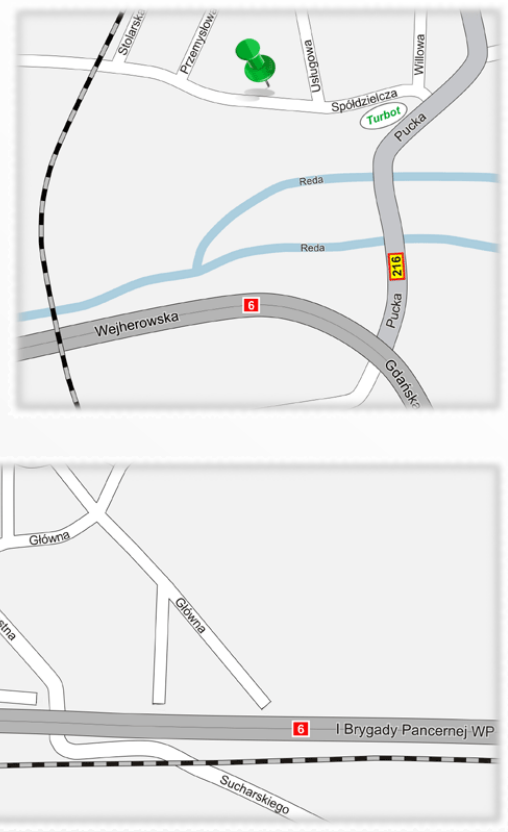 Stolarska
Przemysłowa
Usługowa
Willowa
Spółdzielcza
Turbot
Pucka
Reda
Reda
216
6
Pucka
Wejherowska
Gdańska
Główna
Główna
6
I Brygady Pancernej WP
Sucharskiego